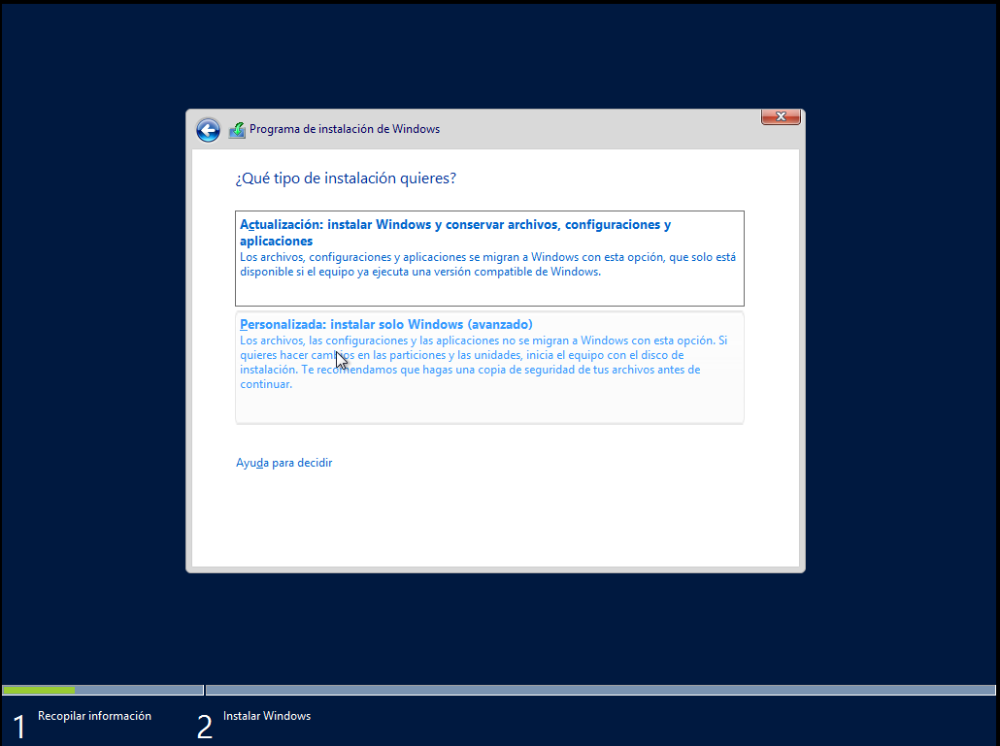 Programa de instalación de Windows
¿Qué tipo de instalación quieres?
Actualización: instalar Windows y conservar archivos, configuraciones y
aplicaciones
Los archivos, configuraciones y aplicaciones se migran a Windows con esta opción, que solo está
disponible si el equipo ya ejecuta una versión compatible de Windows.
Personalizada: instalar solo Windows (avanzado)
Los archivos, las configuraciones y las aplicaciones no se migran a Windows con esta opción. Si
quieres hacer cambios en las particiones y las unidades, inicia el equipo con el disco de
instalación. Te recomendamos que hagas una copia de seguridad de tus archivos antes de
continuar.
Ayuda para decidir
1 Recopilar información
2 Instalar Windows